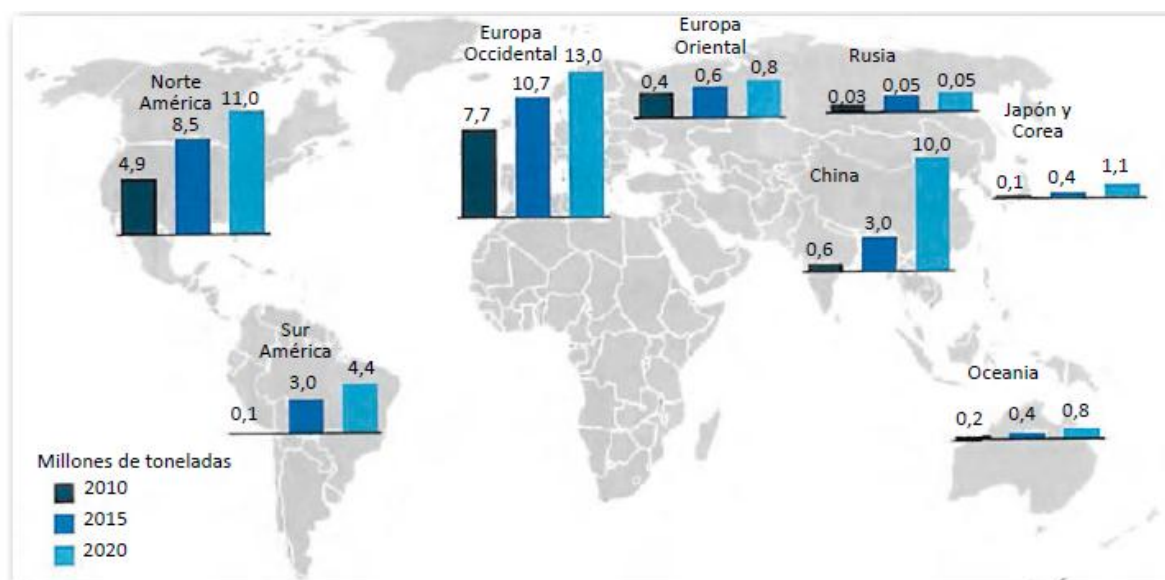 Norte
América
4,9
8,5
11,0
Europa
Occidental
7,7
10,7
13,0
Europa
Oriental
0,4
0,6
0,8
Rusia
0,03
0,05
0,05
Japón y
Corea
0,1
0,4
1,1
China
0,6
3,0
10,0
Sur
América
0,1
3,0
4,4
Oceania
0,2
0,4
0,8
Millones de toneladas
2010
2015
2020